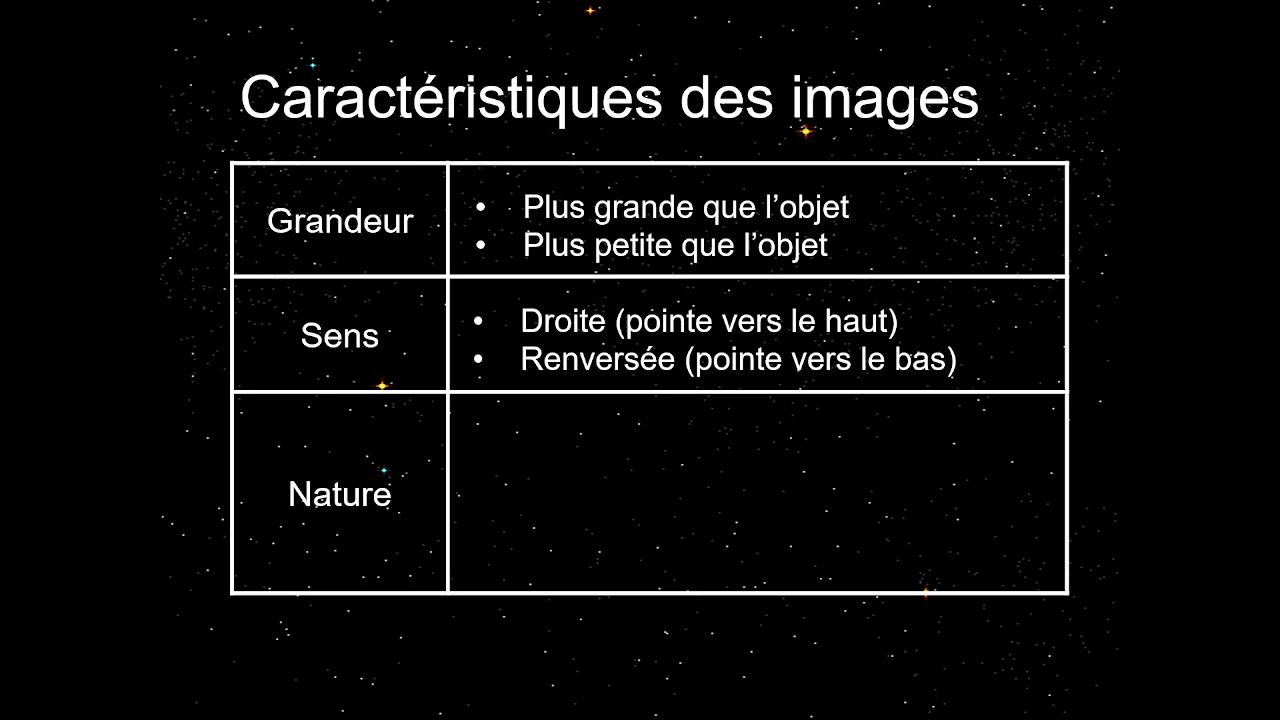 Caractéristiques des images
Grandeur
• Plus grande que l’objet
• Plus petite que l’objet
Sens
• Droite (pointe vers le haut)
• Renversée (pointe vers le bas)
Nature